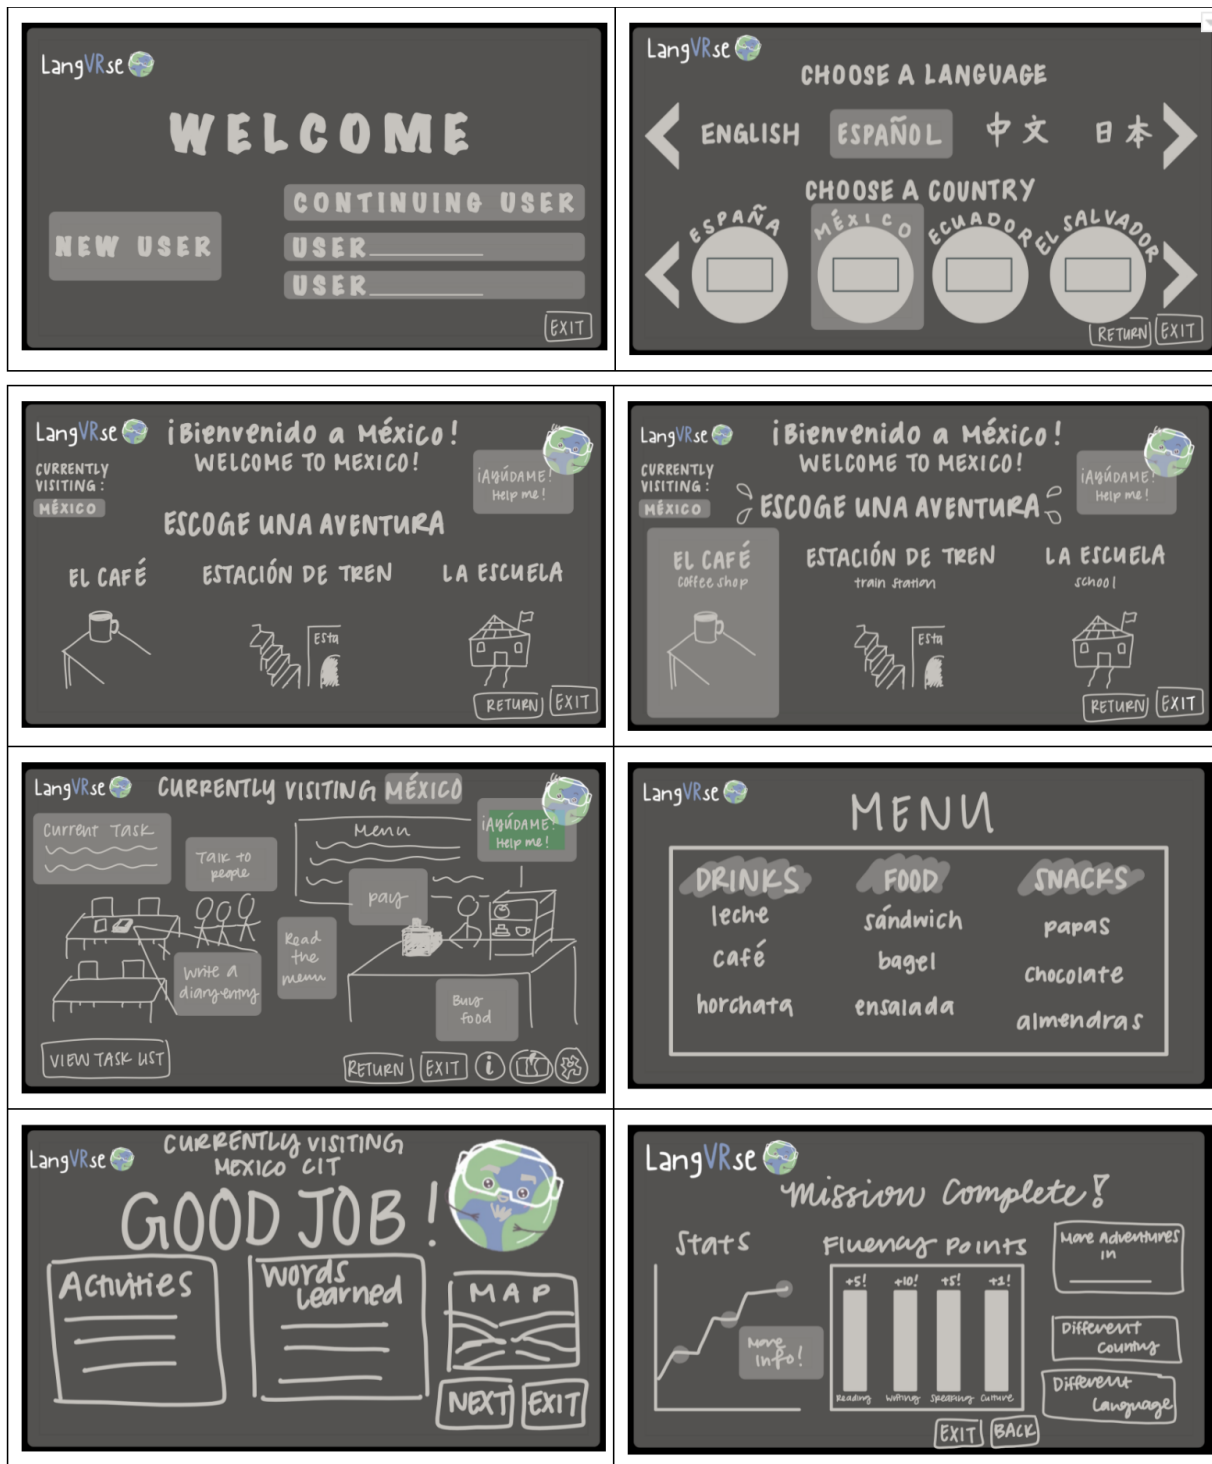 LangVRse
WELCOME
NEW USER
CONTINUING USER
USER
USER
EXIT
LangVRse
CHOOSE A LANGUAGE
ENGLISH ESPAÑOL 中文 日本
CHOOSE A COUNTRY
ESPAÑA MÉXICO ECUADOR EL SALVADOR
RETURN EXIT
LangVRse
¡Bienvenido a México!
WELCOME TO MEXICO!
CURRENTLY
VISITING:
MÉXICO
¡AYÚDAME!
Help me!
ESCOGE UNA AVENTURA
EL CAFÉ ESTACIÓN DE TREN LA ESCUELA
Esta
RETURN EXIT
LangVRse
¡Bienvenido a México!
WELCOME TO MEXICO!
CURRENTLY
VISITING:
MÉXICO
¡AYÚDAME!
Help me!
ESCOGE UNA AVENTURA
EL CAFÉ ESTACIÓN DE TREN LA ESCUELA
coffee shop train station school
Esta
RETURN EXIT
LangVRse
CURRENTLY VISITING MÉXICO
Current Task
Talk to
people
Menu
¡AYÚDAME!
Help me!
pay
Read
the
menu
Write a
diary entry
Buy
food
VIEW TASK LIST
RETURN EXIT i
LangVRse
MENU
DRINKS FOOD SNACKS
leche sándwich papas
café bagel chocolate
horchata ensalada almendras
LangVRse
CURRENTLY VISITING
MEXICO CIT
GOOD JOB!
Activities
Words
Learned
MAP
NEXT EXIT
LangVRse
Mission Complete!
Stats
More
info!
Fluency Points
+5! +10! +5! +1!
Reading Writing Speaking Culture
More Adventures
in
Different
Country
Different
Language
EXIT BACK